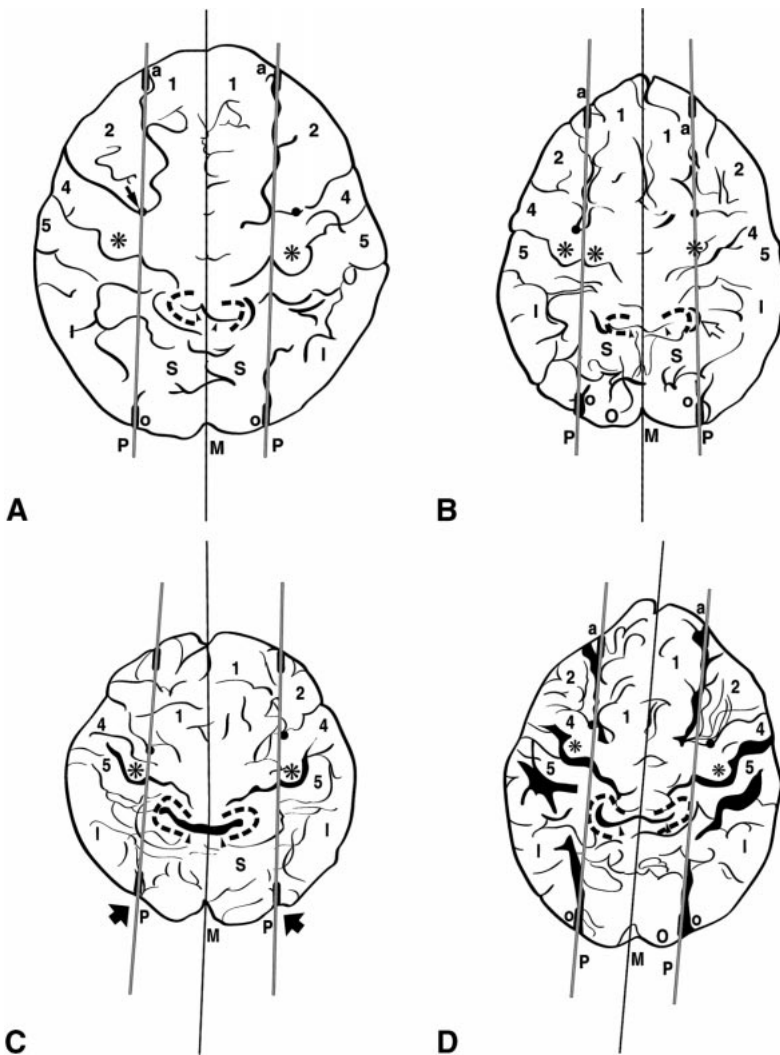 a 1 1 a
2 2
4 4
5 * * 5
I I
S S
o o
P M P
A
a 1 1 a
2 2
4 4
5 * * * 5
I I
S S
o O o
P M P
B
1
2
4 1 4
5 * * 5
I I
S
P M P
C
a a
1
2 2
4 1 4
5 * * 5
I I
o O o
P M P
D